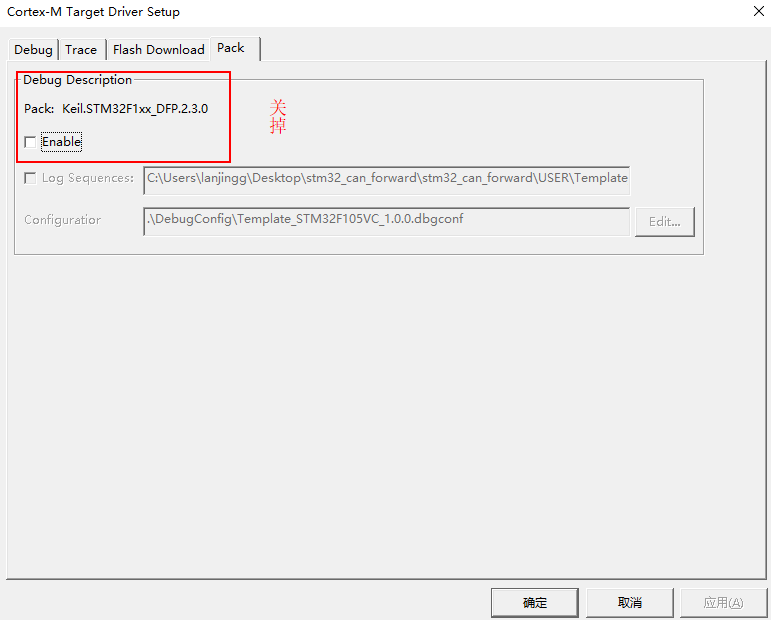 Cortex-M Target Driver Setup
Debug
Trace
Flash Download
Pack
Debug Description
Pack: Keil.STM32F1xx_DFP.2.3.0
关
掉
Enable
Log Sequences:
C:\Users\lanjingg\Desktop\stm32_can_forward\stm32_can_forward\USER\Template
Configuration
.\DebugConfig\Template_STM32F105VC_1.0.0.dbgconf
Edit...
确定
取消
应用(A)